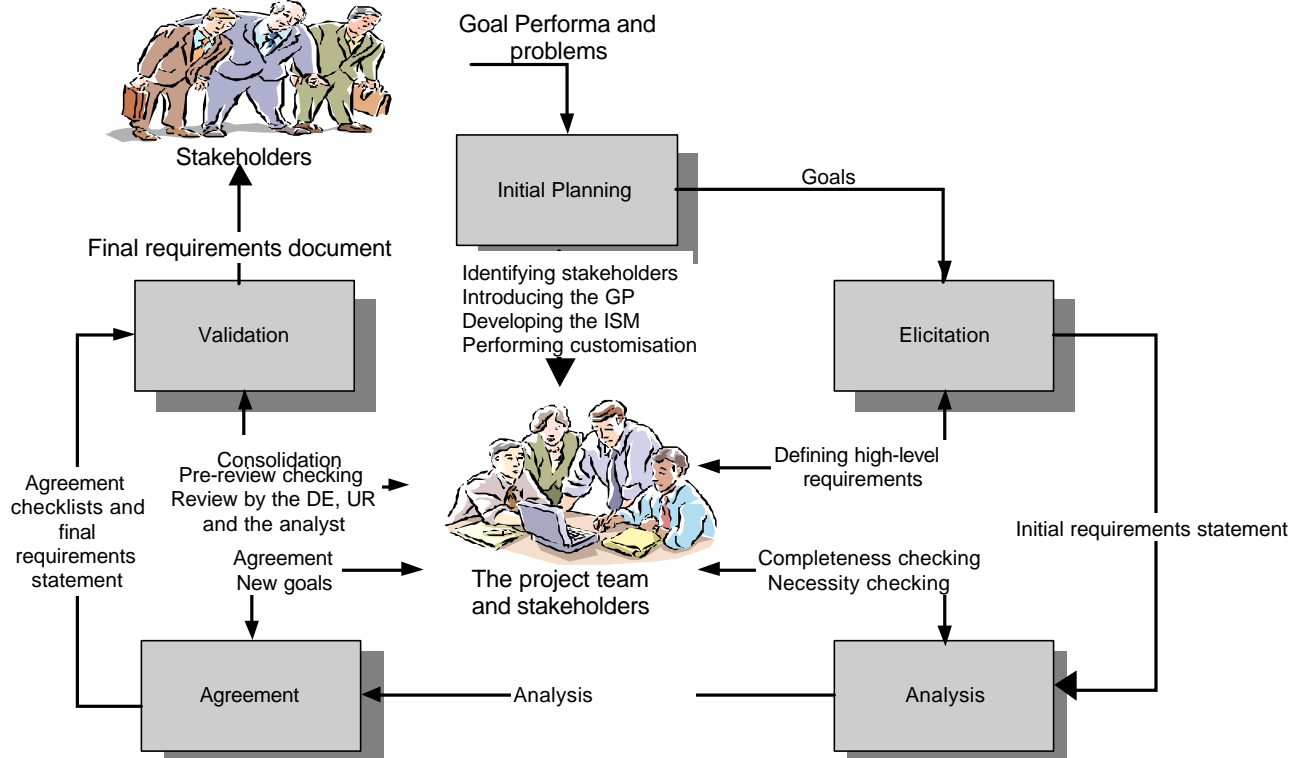 Goal Performa and
problems
Stakeholders
Initial Planning
Goals
Final requirements document
Identifying stakeholders
Introducing the GP
Developing the ISM
Performing customisation
Validation
Elicitation
Consolidation
Pre-review checking
Review by the DE, UR
and the analyst
Defining high-level
requirements
Agreement
checklists and
final
requirements
statement
Initial requirements statement
Agreement
New goals
The project team
and stakeholders
Completeness checking
Necessity checking
Agreement
Analysis
Analysis